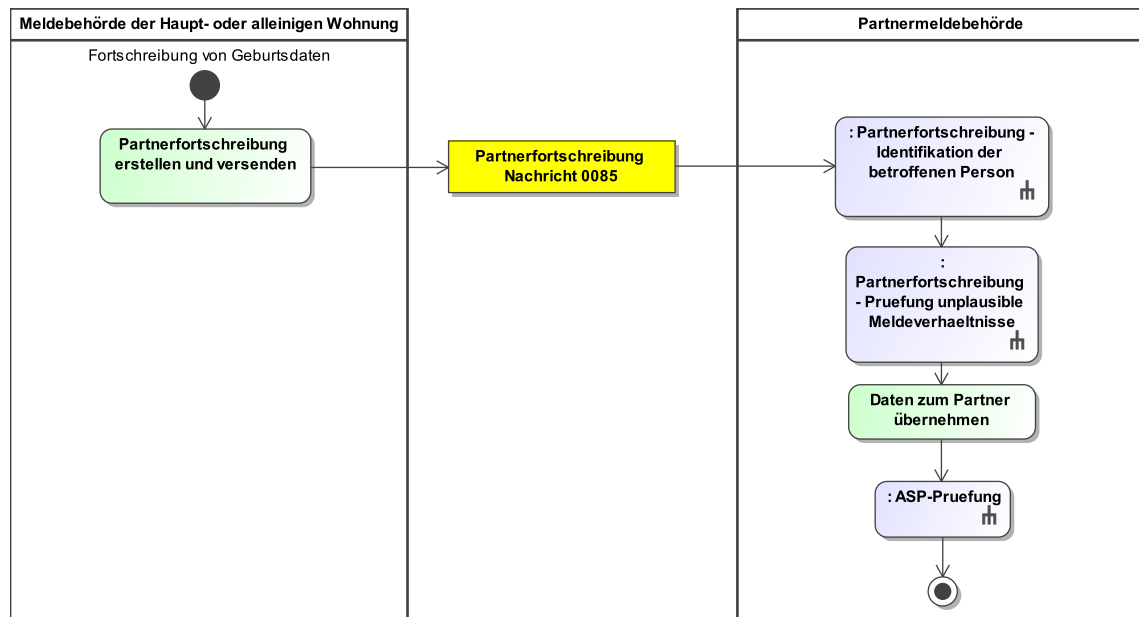 Meldebehörde der Haupt- oder alleinigen Wohnung
Fortschreibung von Geburtsdaten
Partnerfortschreibung
erstellen und versenden
Partnerfortschreibung
Nachricht 0085
Partnermeldebehörde
: Partnerfortschreibung -
Identifikation der
betroffenen Person
:
Partnerfortschreibung
- Pruefung unplausible
Meldeverhaeltnisse
Daten zum Partner
übernehmen
: ASP-Pruefung